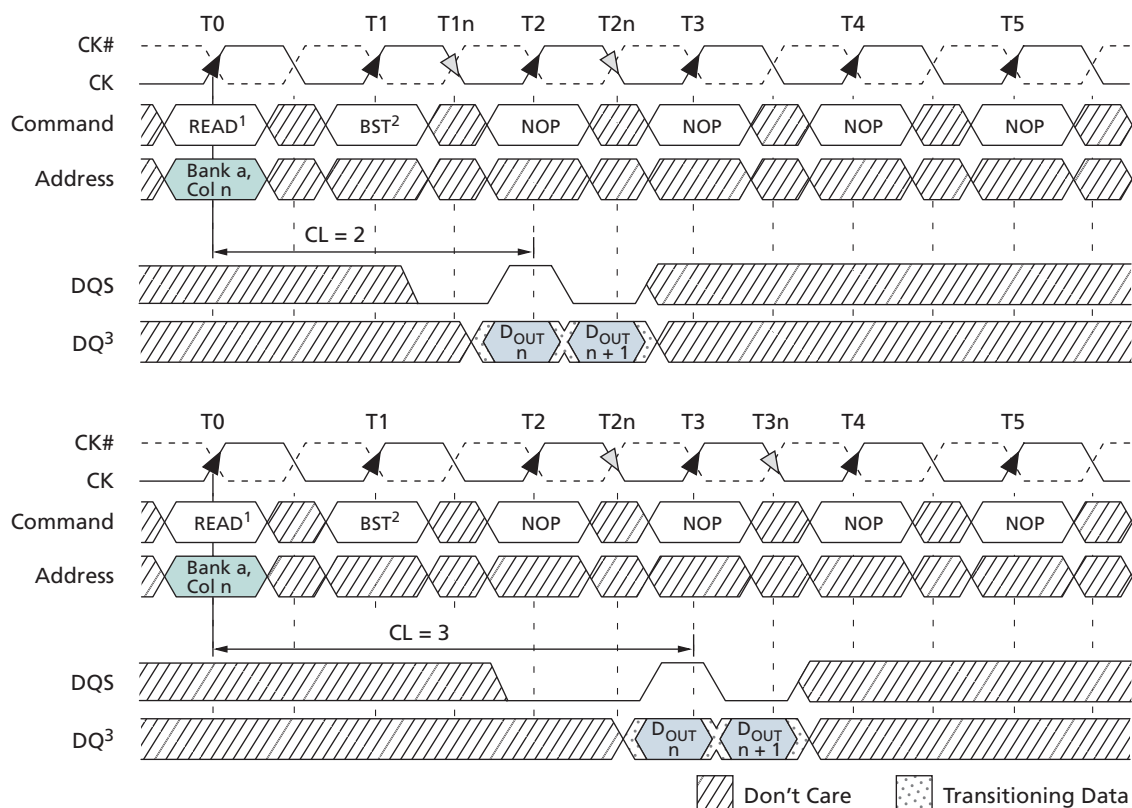 T0 T1 T1n T2 T2n T3 T4 T5
CK#
CK
Command READ¹ BST² NOP NOP NOP NOP
Address Bank a,
Col n
CL = 2
DQS
DQ³ DOUT
n DOUT
n + 1
T0 T1 T2 T2n T3 T3n T4 T5
CK#
CK
Command READ¹ BST² NOP NOP NOP NOP
Address Bank a,
Col n
CL = 3
DQS
DQ³ DOUT
n DOUT
n + 1
Don't Care Transitioning Data